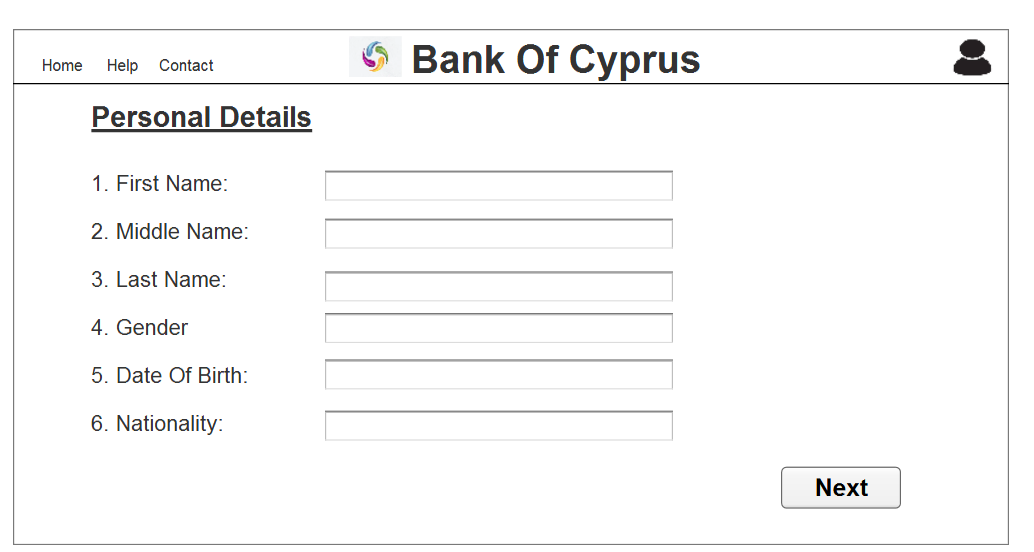 Home Help Contact
Bank Of Cyprus
Personal Details
1. First Name:
2. Middle Name:
3. Last Name:
4. Gender
5. Date Of Birth:
6. Nationality:
Next